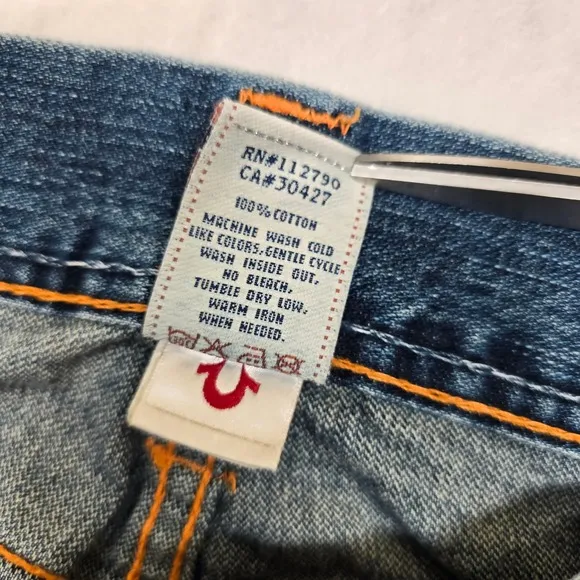 RN#112790
CA#30427
100% COTTON
MACHINE WASH COLD
LIKE COLORS, GENTLE CYCLE
WASH INSIDE OUT,
NO BLEACH,
TUMBLE DRY LOW,
WARM IRON
WHEN NEEDED.